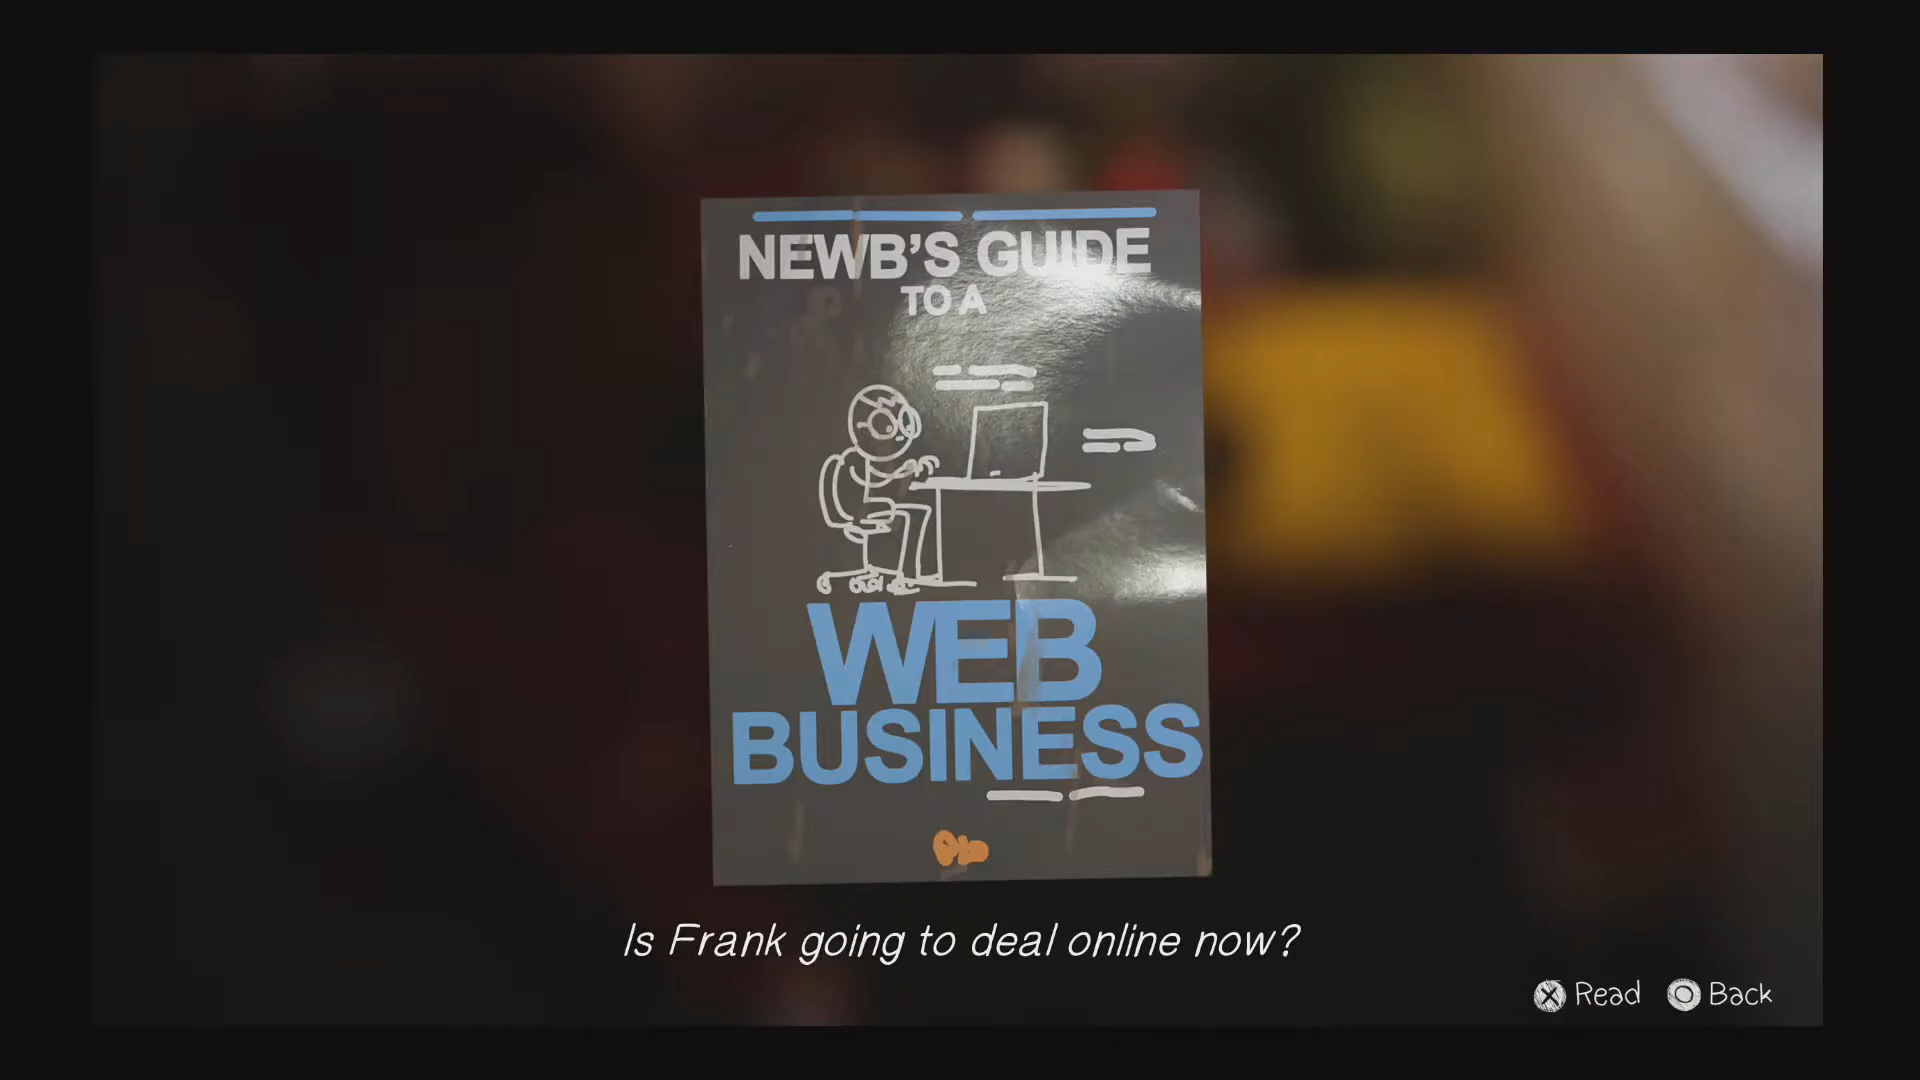 NEWB'S GUIDE
TO A
WEB
BUSINESS
Is Frank going to deal online now?
Read
Back